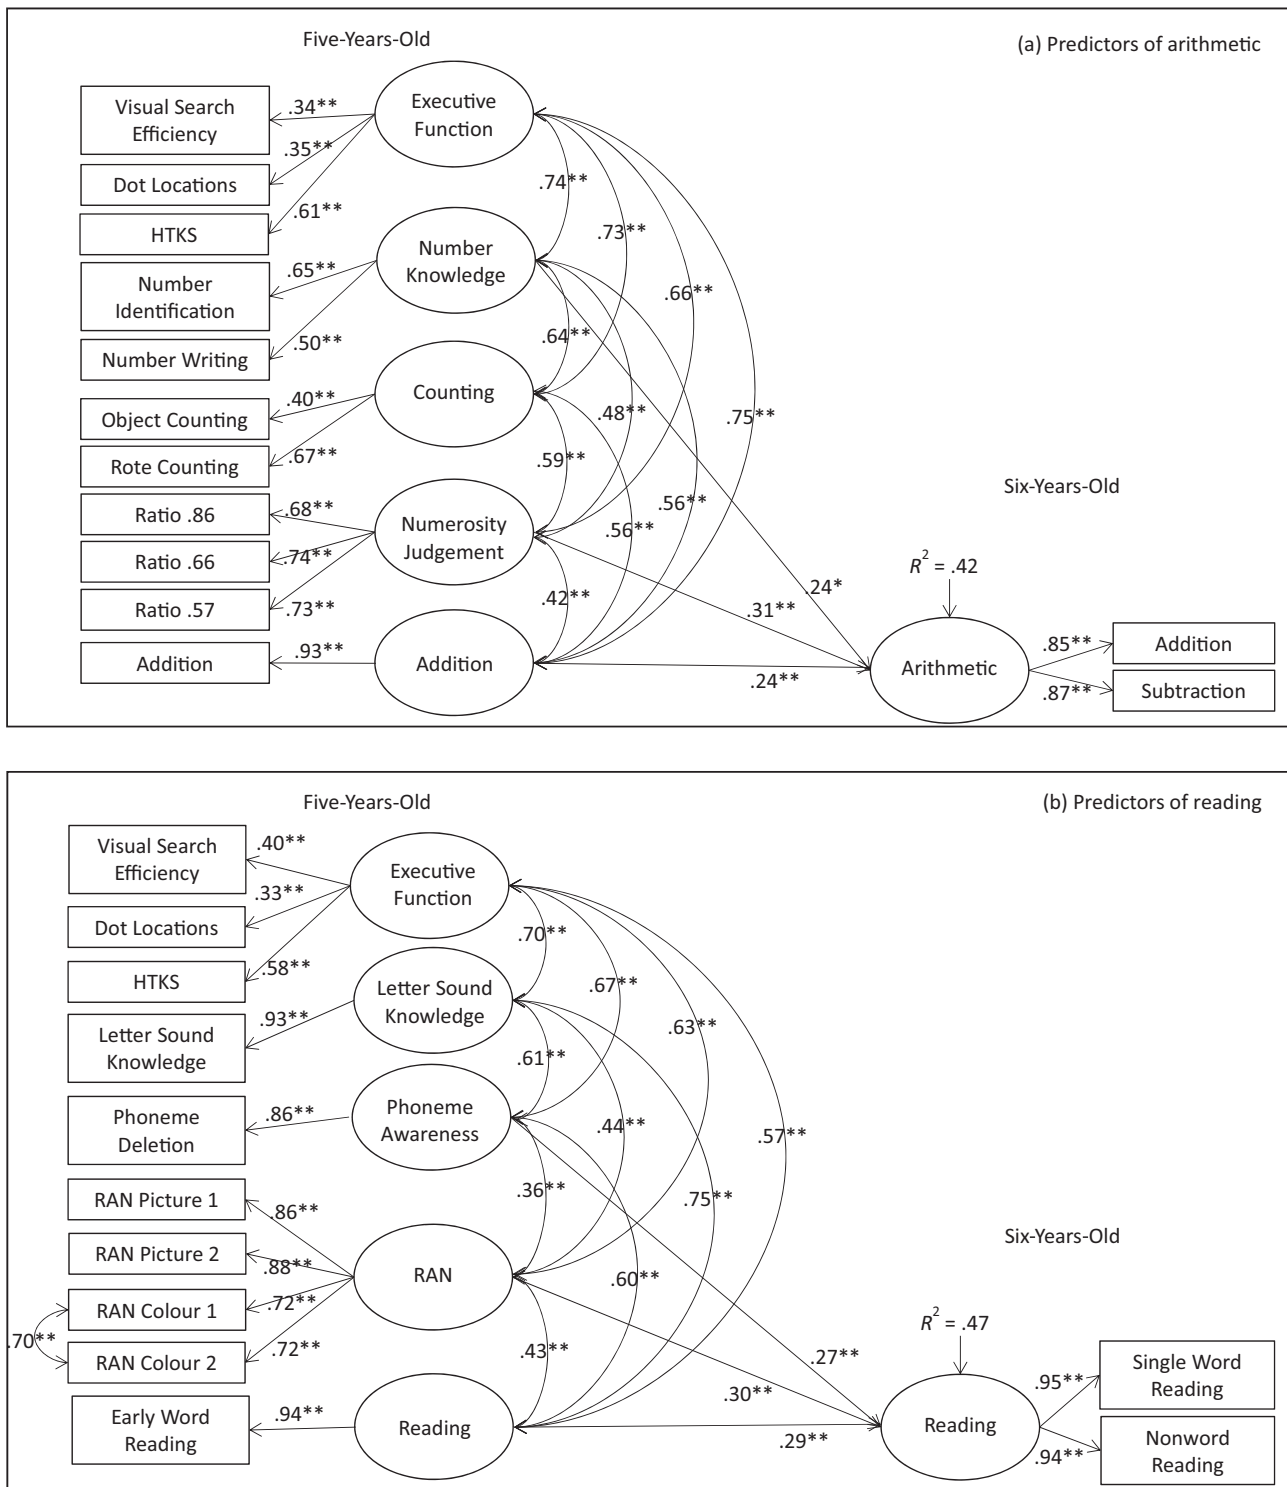 Five-Years-Old
(a) Predictors of arithmetic
Visual Search
Efficiency
Dot Locations
HTKS
Number
Identification
Number Writing
Object Counting
Rote Counting
Ratio .86
Ratio .66
Ratio .57
Addition
.34**
.35**
.61**
.65**
.50**
.40**
.67**
.68**
.74**
.73**
.93**
Executive
Function
Number
Knowledge
Counting
Numerosity
Judgement
Addition
.74**
.73**
.66**
.64**
.48**
.75**
.59**
.56**
.56**
.42**
.24*
.31**
.24**
Six-Years-Old
R² = .42
Arithmetic
.85**
.87**
Addition
Subtraction
Five-Years-Old
(b) Predictors of reading
Visual Search
Efficiency
Dot Locations
HTKS
Letter Sound
Knowledge
Phoneme
Deletion
RAN Picture 1
RAN Picture 2
RAN Colour 1
RAN Colour 2
.70**
Early Word
Reading
.40**
.33**
.58**
.93**
.86**
.86**
.88**
.72**
.72**
.94**
Executive
Function
Letter Sound
Knowledge
Phoneme
Awareness
RAN
Reading
.70**
.67**
.63**
.61**
.44**
.57**
.36**
.75**
.60**
.43**
.27**
.30**
.29**
Six-Years-Old
R² = .47
Reading
.95**
.94**
Single Word
Reading
Nonword
Reading